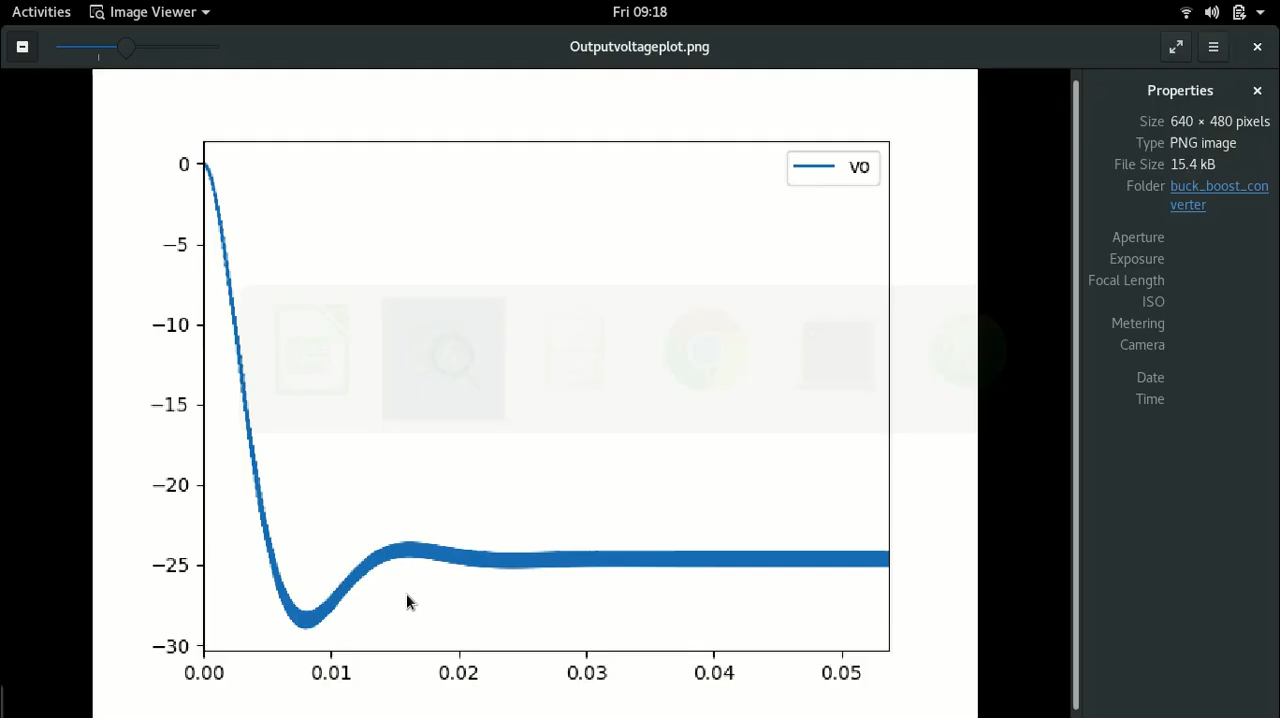 Activities Image Viewer Fri 09:18
Outputvoltageplot.png
Properties
Size 640 × 480 pixels
Type PNG image
File Size 15.4 kB
Folder buck_boost_con
verter
Aperture
Exposure
Focal Length
ISO
Metering
Camera
Date
Time
V0
0
−5
−10
−15
−20
−25
−30
0.00 0.01 0.02 0.03 0.04 0.05